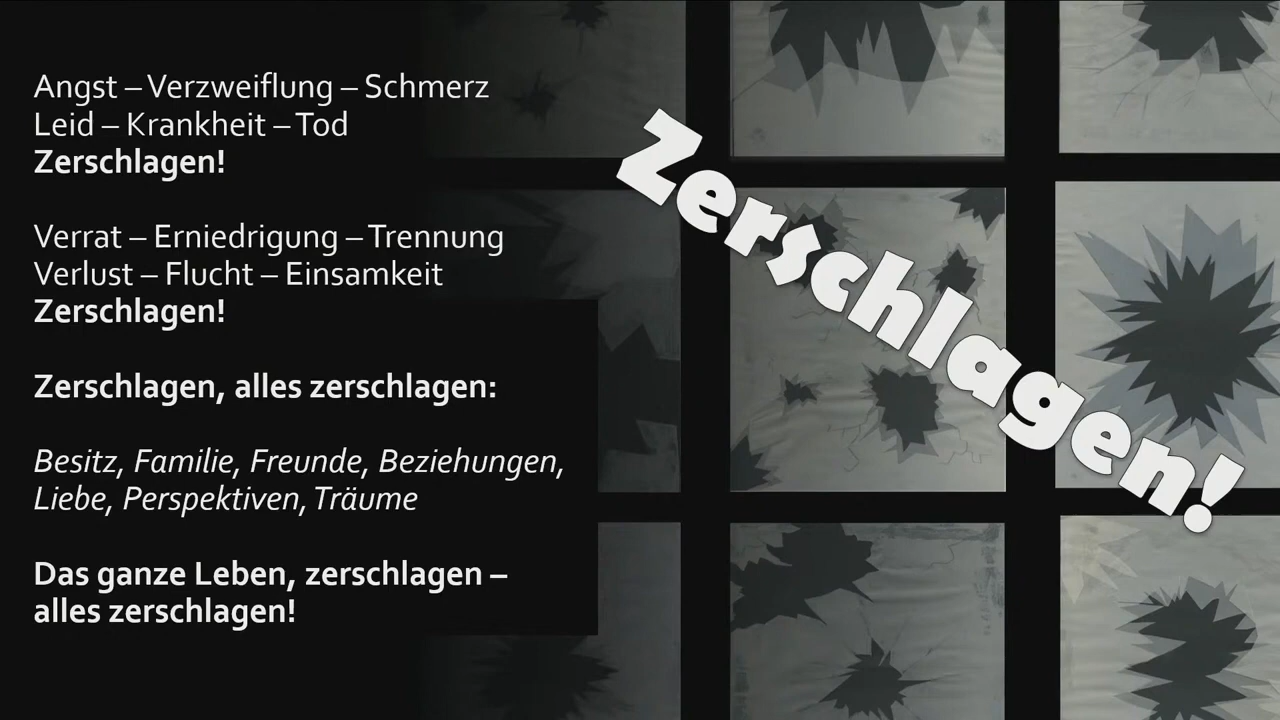 Angst – Verzweiflung – Schmerz
Leid – Krankheit – Tod
Zerschlagen!
Verrat – Erniedrigung – Trennung
Verlust – Flucht – Einsamkeit
Zerschlagen!
Zerschlagen, alles zerschlagen:
Besitz, Familie, Freunde, Beziehungen,
Liebe, Perspektiven, Träume
Das ganze Leben, zerschlagen –
alles zerschlagen!
Zerschlagen!